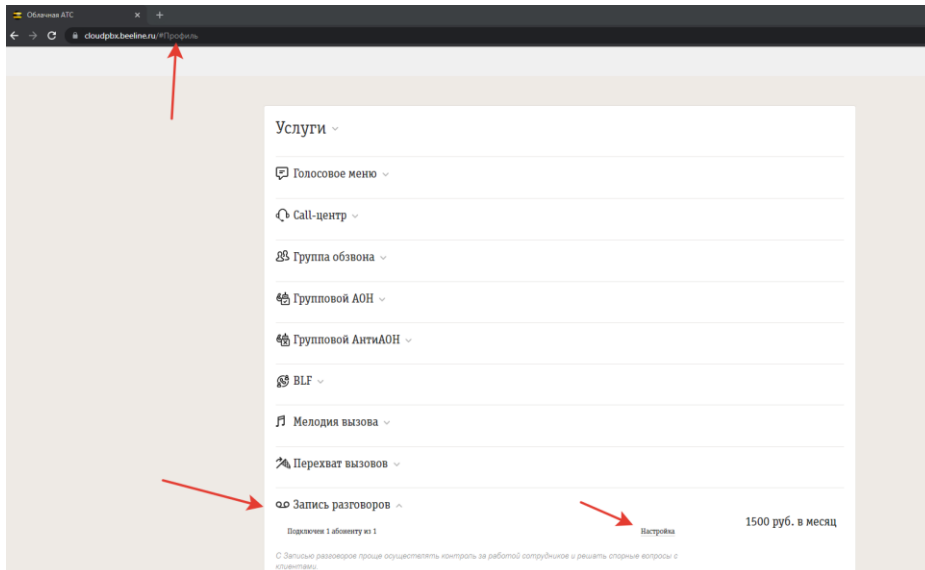 Облачная АТС
cloudpbx.beeline.ru/#Профиль
Услуги
Голосовое меню
Call-центр
Группа обзвона
Групповой АОН
Групповой АнтиАОН
BLF
Мелодия вызова
Перехват вызовов
Запись разговоров
Подключен 1 абоненту из 1
Настройка
1500 руб. в месяц
С Записью разговоров проще осуществлять контроль за работой сотрудников и решать спорные вопросы с
клиентами.